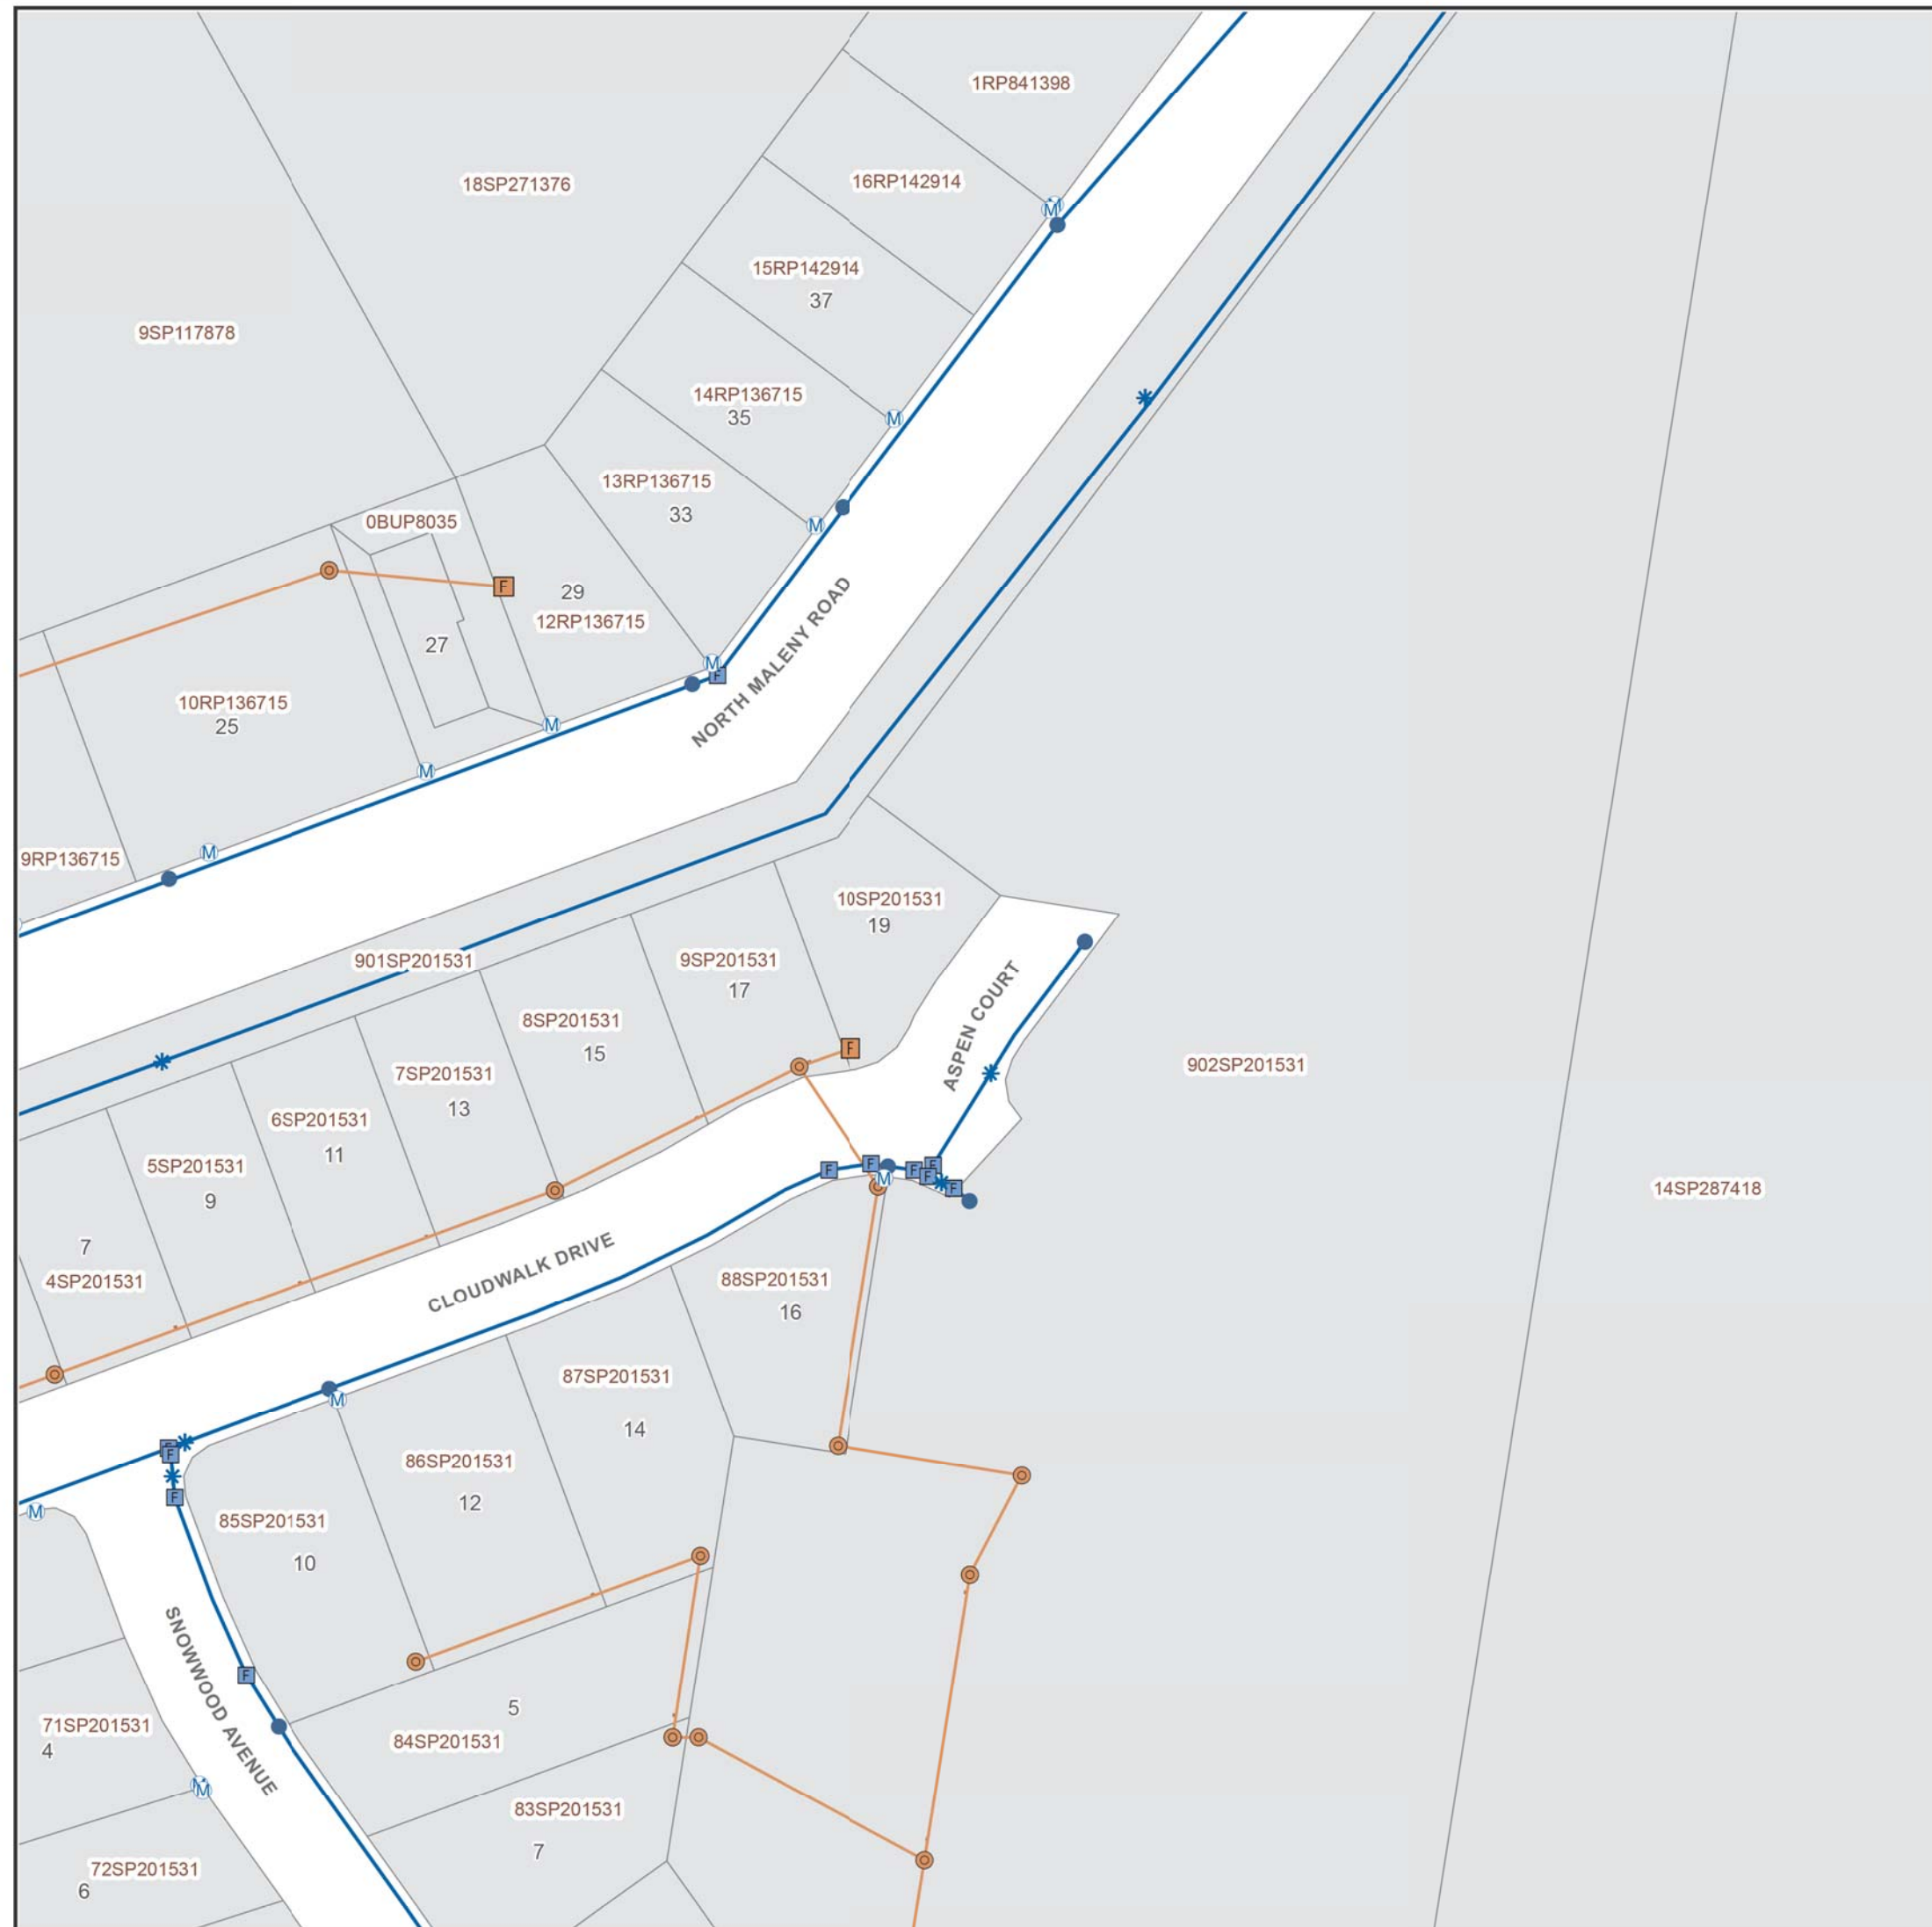 1RP841398
16RP142914
18SP271376
M
15RP142914
37
9SP117878
14RP136715
35
M
13RP136715
33
M
0BUP8035
F
29
12RP136715
27
M
F
NORTH MALENY ROAD
10RP136715
25
M
M
M
9RP136715
10SP201531
19
901SP201531
9SP201531
17
8SP201531
15
F
ASPEN COURT
902SP201531
7SP201531
13
6SP201531
11
5SP201531
9
F
F
F
F
F
F
M
14SP287418
7
4SP201531
CLOUDWALK DRIVE
88SP201531
16
87SP201531
14
M
F
F
F
M
86SP201531
12
85SP201531
10
SNOWWOOD AVENUE
F
5
84SP201531
71SP201531
4
M
83SP201531
7
72SP201531
6